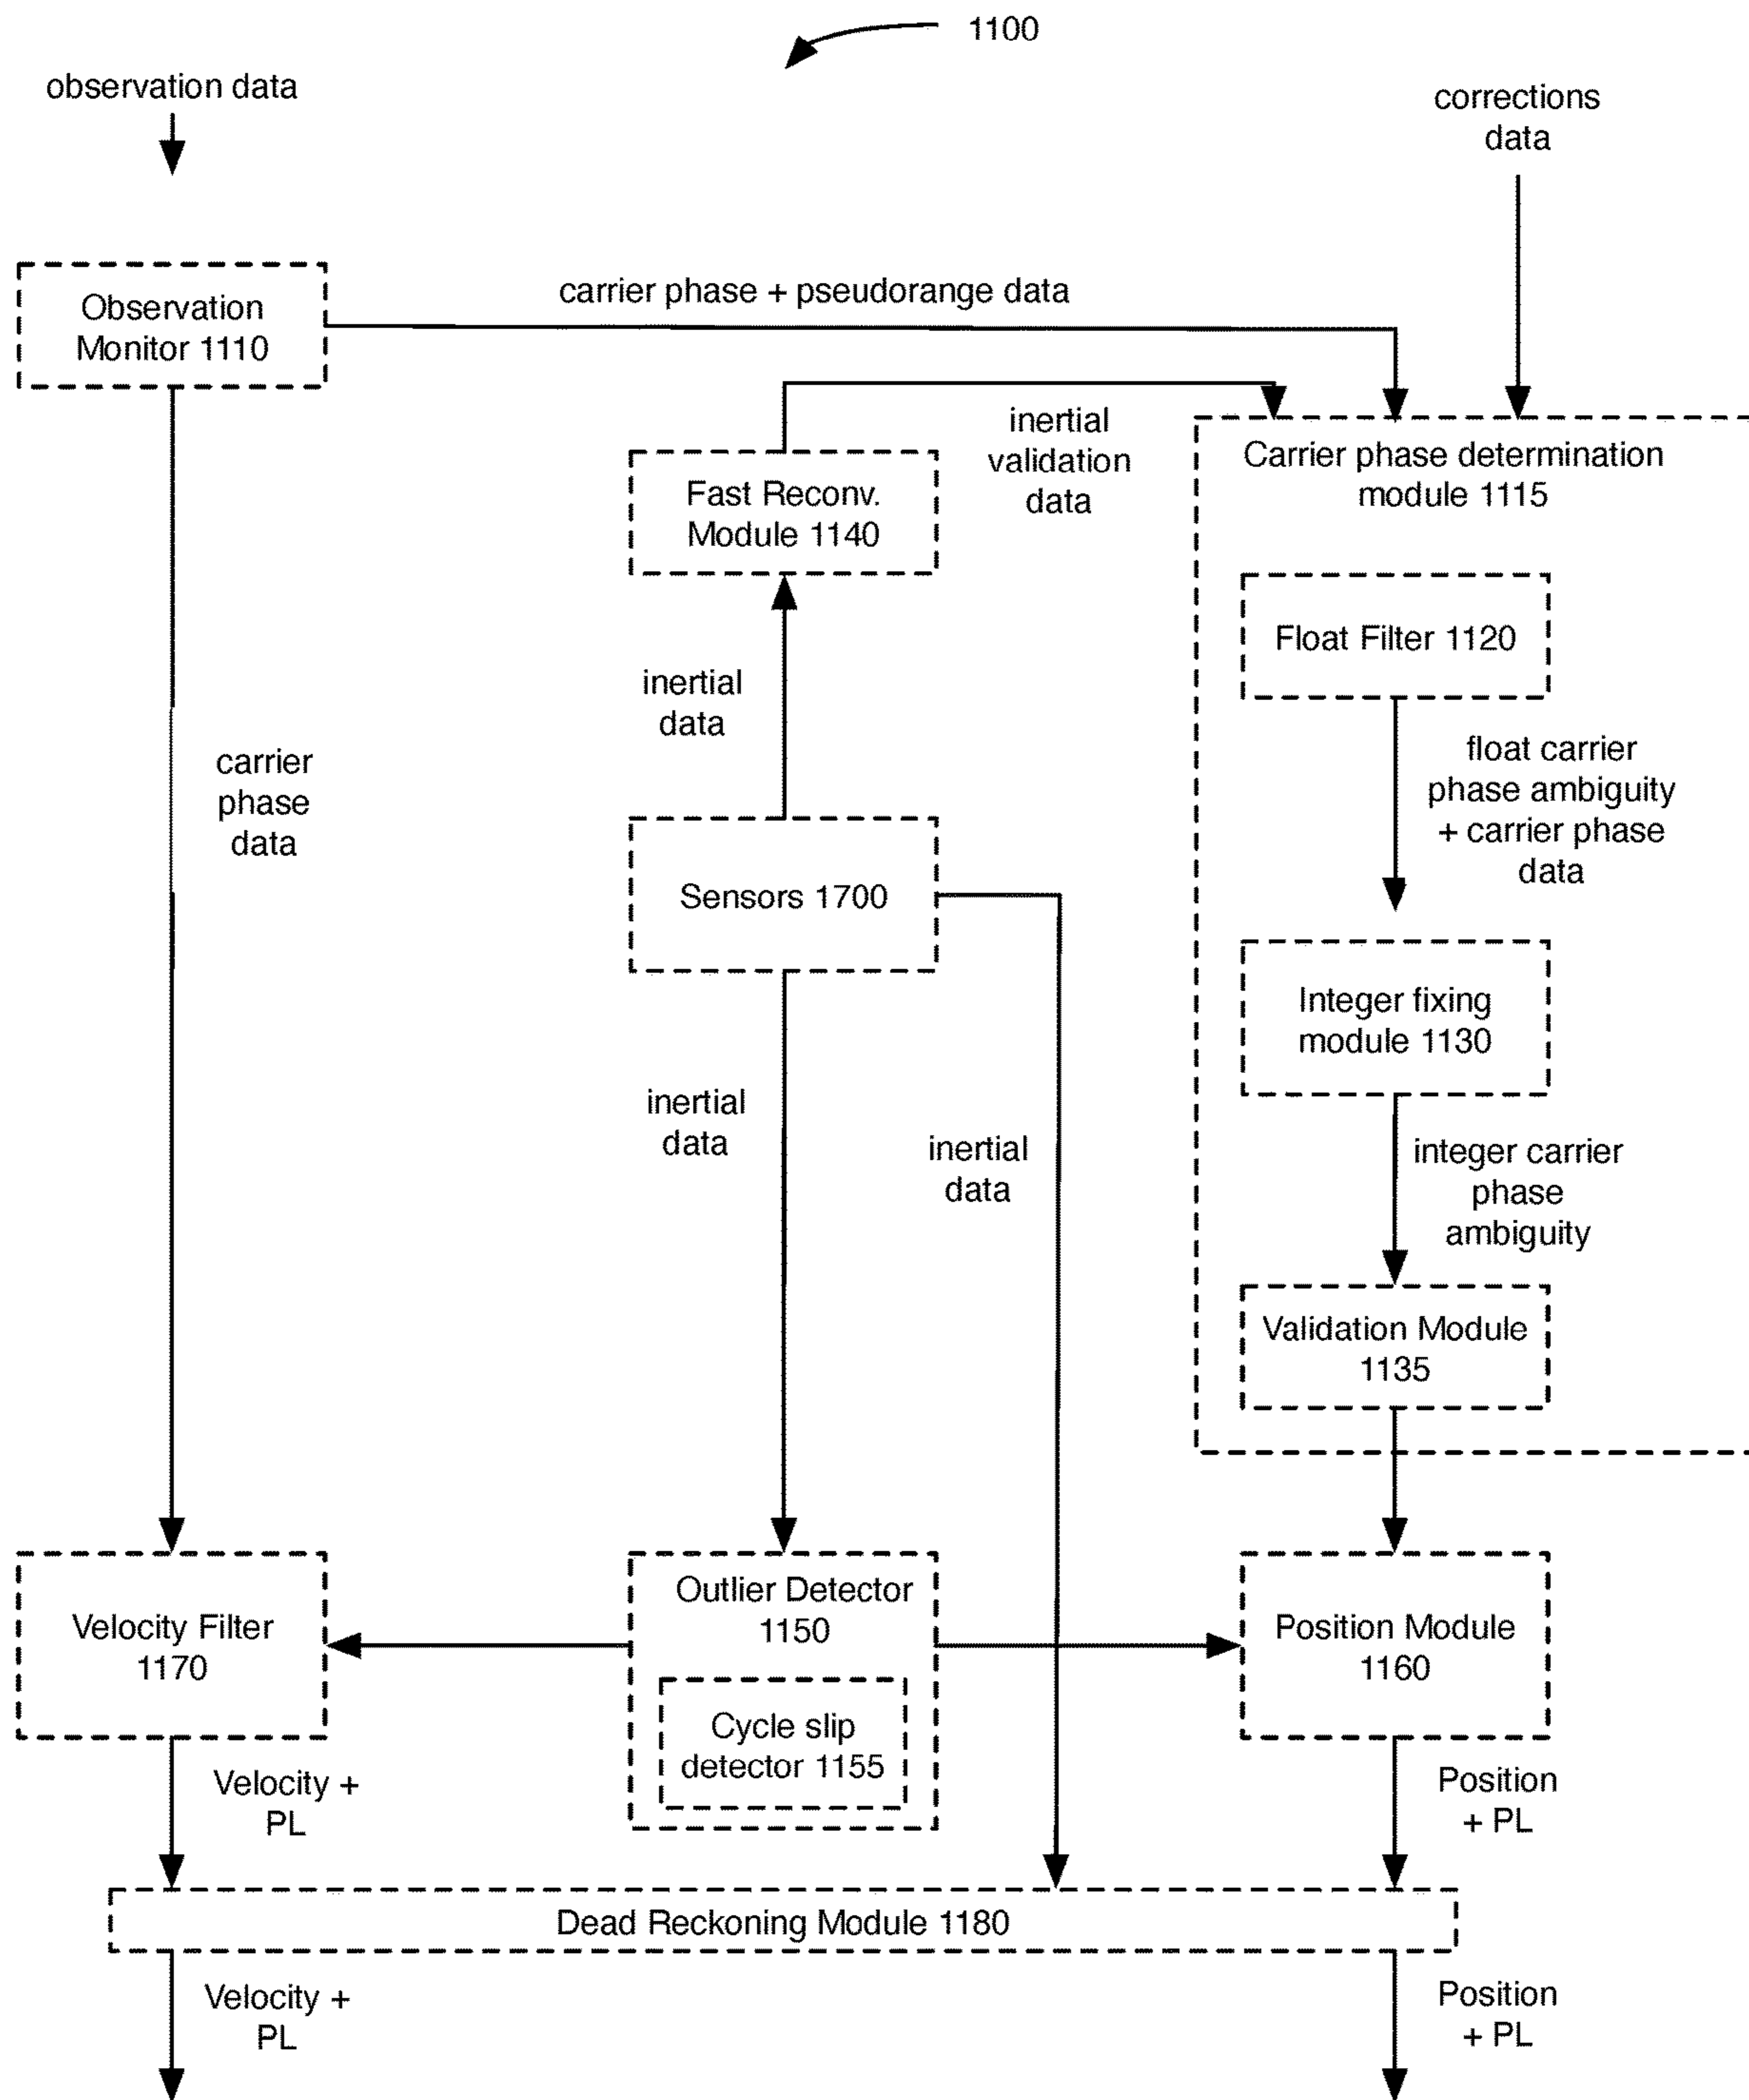 1100
observation data
corrections
data
Observation
Monitor 1110
carrier phase + pseudorange data
inertial
validation
data
Fast Reconv.
Module 1140
Carrier phase determination
module 1115
Float Filter 1120
inertial
data
carrier
phase
data
float carrier
phase ambiguity
+ carrier phase
data
Sensors 1700
Integer fixing
module 1130
inertial
data
inertial
data
integer carrier
phase
ambiguity
Validation Module
1135
Velocity Filter
1170
Outlier Detector
1150
Cycle slip
detector 1155
Position Module
1160
Velocity +
PL
Position
+ PL
Dead Reckoning Module 1180
Velocity +
PL
Position
+ PL